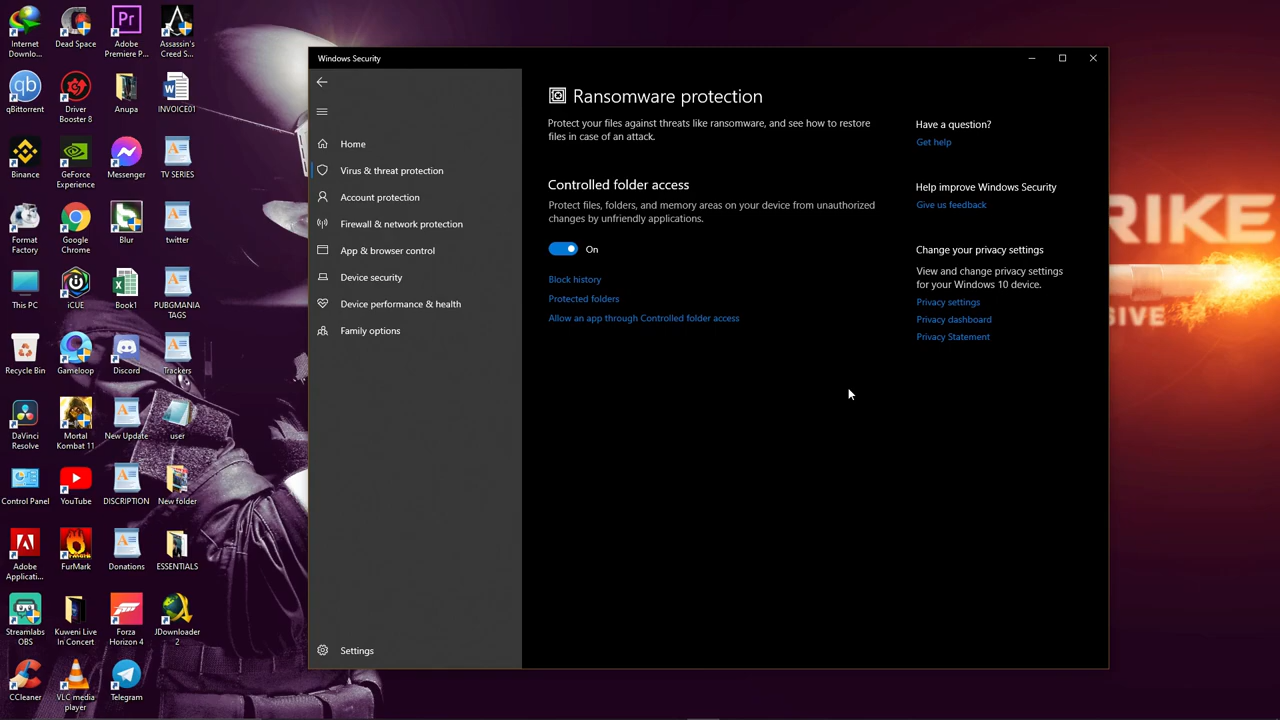 Internet
Downlo...
Dead Space
Adobe
Premiere P...
Assassin's
Creed S...
qBittorrent
Driver
Booster 8
Anupa
INVOICE01
Binance
GeForce
Experience
Messenger
TV SERIES
Format
Factory
Google
Chrome
Blur
twitter
This PC
iCUE
Book1
PUBGMANIA
TAGS
Recycle Bin
Gameloop
Discord
Trackers
DaVinci
Resolve
Mortal
Kombat 11
New Update
user
Control Panel
YouTube
DISCRIPTION
New folder
Adobe
Applicati...
FurMark
Donations
ESSENTIALS
Streamlabs
OBS
Kuweni Live
In Concert
Forza
Horizon 4
JDownloader
2
CCleaner
VLC media
player
Telegram
Windows Security
Home
Virus & threat protection
Account protection
Firewall & network protection
App & browser control
Device security
Device performance & health
Family options
Settings
Ransomware protection
Protect your files against threats like ransomware, and see how to restore
files in case of an attack.
Controlled folder access
Protect files, folders, and memory areas on your device from unauthorized
changes by unfriendly applications.
On
Block history
Protected folders
Allow an app through Controlled folder access
Have a question?
Get help
Help improve Windows Security
Give us feedback
Change your privacy settings
View and change privacy settings
for your Windows 10 device.
Privacy settings
Privacy dashboard
Privacy Statement
RIKE
SIVE